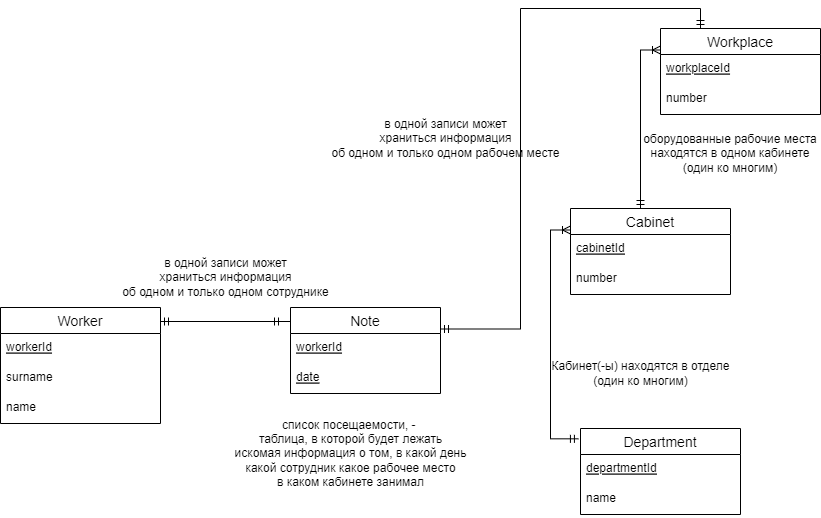 Workplace
workplaceId
number
в одной записи может
храниться информация
об одном и только одном рабочем месте
оборудованные рабочие места
находятся в одном кабинете
(один ко многим)
Cabinet
cabinetId
number
в одной записи может
храниться информация
об одном и только одном сотруднике
Worker
workerId
surname
name
Note
workerId
date
Кабинет(-ы) находятся в отделе
(один ко многим)
список посещаемости, -
таблица, в которой будет лежать
искомая информация о том, в какой день
какой сотрудник какое рабочее место
в каком кабинете занимал
Department
departmentId
name